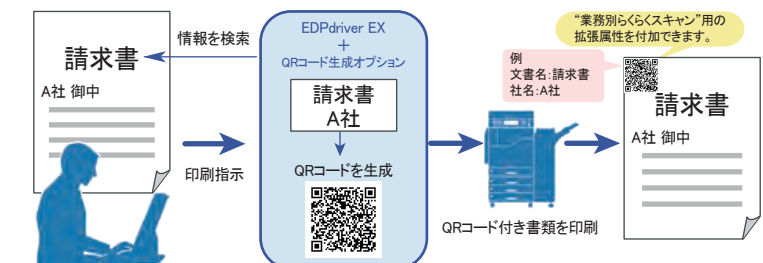 請求書
A社 御中
情報を検索
印刷指示
EDPdriver EX
+
QRコード生成オプション
請求書
A社
QRコードを生成
QRコード付き書類を印刷
“業務別らくらくスキャン”用の
拡張属性を付加できます。
例
文書名:請求書
社名:A社
請求書
A社 御中